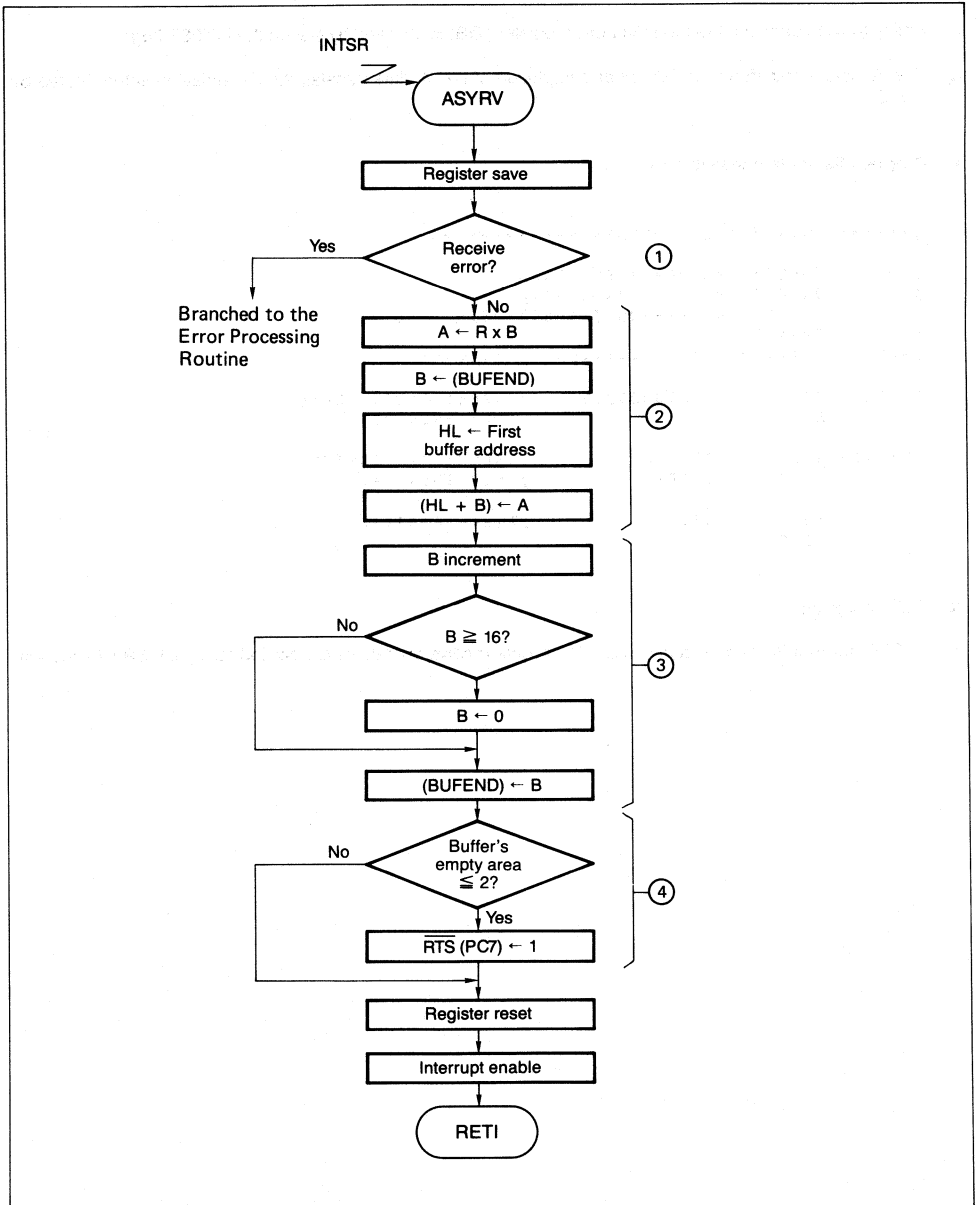 INTSR
ASYRV
Register save
Yes
Receive
error?
①
No
Branched to the
Error Processing
Routine
A ← R x B
B ← (BUFEND)
②
HL ← First
buffer address
(HL + B) ← A
B increment
No
B ≧ 16?
③
B ← 0
(BUFEND) ← B
No
Buffer's
empty area
≦ 2?
④
Yes
R̅T̅S̅ (PC7) ← 1
Register reset
Interrupt enable
RETI